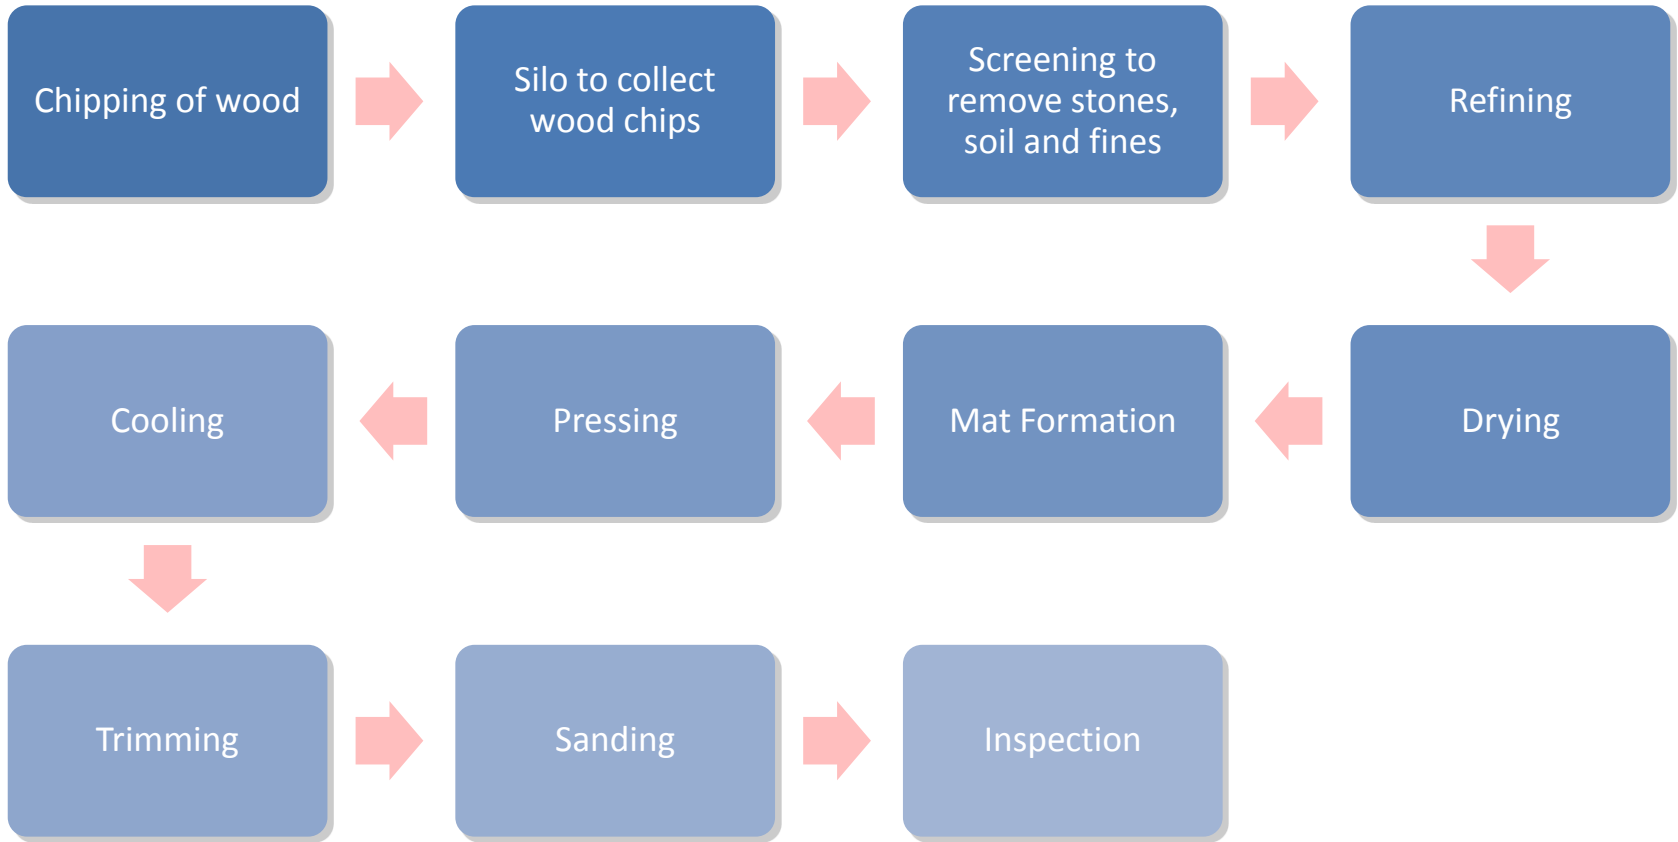 Chipping of wood
Silo to collect
wood chips
Screening to
remove stones,
soil and fines
Refining
Drying
Mat Formation
Pressing
Cooling
Trimming
Sanding
Inspection